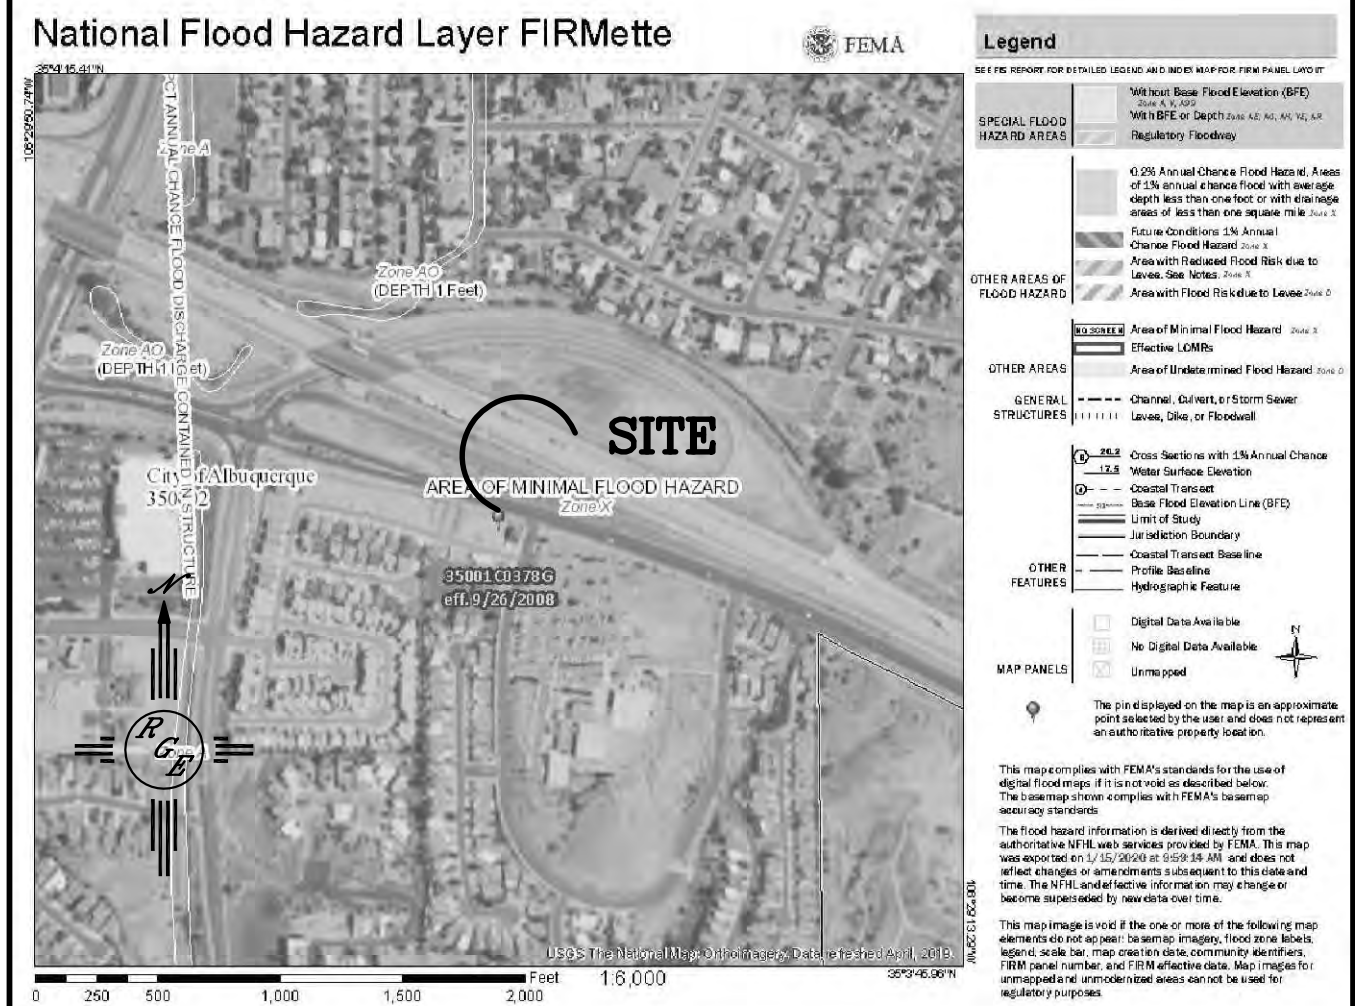 National Flood Hazard Layer FIRMette
FEMA
35°4'15.41"N
106°29'50.74"W
Zone A
PCT ANNUAL CHANCE FLOOD DISCHARGE CONTAINED IN STRUCTURE
Zone AO
(DEPTH 1 Feet)
Zone AO
(DEPTH 1 Feet)
SITE
City of Albuquerque
350002
AREA OF MINIMAL FLOOD HAZARD
Zone X
35001C0378G
eff. 9/26/2008
N
RGE
Zone A
USGS The National Map: Orthoimagery. Data refreshed April, 2019.
106°29'13.29"W
35°3'45.96"N
Feet
1:6,000
0 250 500 1,000 1,500 2,000
Legend
SEE FIS REPORT FOR DETAILED LEGEND AND INDEX MAP FOR FIRM PANEL LAYOUT
SPECIAL FLOOD
HAZARD AREAS
Without Base Flood Elevation (BFE)
Zone A, V, A99
With BFE or Depth Zone AE, AO, AH, VE, AR
Regulatory Floodway
OTHER AREAS OF
FLOOD HAZARD
0.2% Annual Chance Flood Hazard, Areas
of 1% annual chance flood with average
depth less than one foot or with drainage
areas of less than one square mile Zone X
Future Conditions 1% Annual
Chance Flood Hazard Zone X
Area with Reduced Flood Risk due to
Levee. See Notes. Zone X
Area with Flood Risk due to Levee Zone D
OTHER AREAS
NO SCREEN Area of Minimal Flood Hazard Zone X
Effective LOMRs
Area of Undetermined Flood Hazard Zone D
GENERAL
STRUCTURES
Channel, Culvert, or Storm Sewer
Levee, Dike, or Floodwall
OTHER
FEATURES
B 20.2 Cross Sections with 1% Annual Chance
17.5 Water Surface Elevation
Coastal Transect
Base Flood Elevation Line (BFE)
Limit of Study
Jurisdiction Boundary
Coastal Transect Baseline
Profile Baseline
Hydrographic Feature
MAP PANELS
Digital Data Available
No Digital Data Available
Unmapped
N
The pin displayed on the map is an approximate
point selected by the user and does not represent
an authoritative property location.
This map complies with FEMA's standards for the use of
digital flood maps if it is not void as described below.
The basemap shown complies with FEMA's basemap
accuracy standards
The flood hazard information is derived directly from the
authoritative NFHL web services provided by FEMA. This map
was exported on 1/15/2020 at 9:59:14 AM and does not
reflect changes or amendments subsequent to this date and
time. The NFHL and effective information may change or
become superseded by new data over time.
This map image is void if the one or more of the following map
elements do not appear: basemap imagery, flood zone labels,
legend, scale bar, map creation date, community identifiers,
FIRM panel number, and FIRM effective date. Map images for
unmapped and unmodernized areas cannot be used for
regulatory purposes.